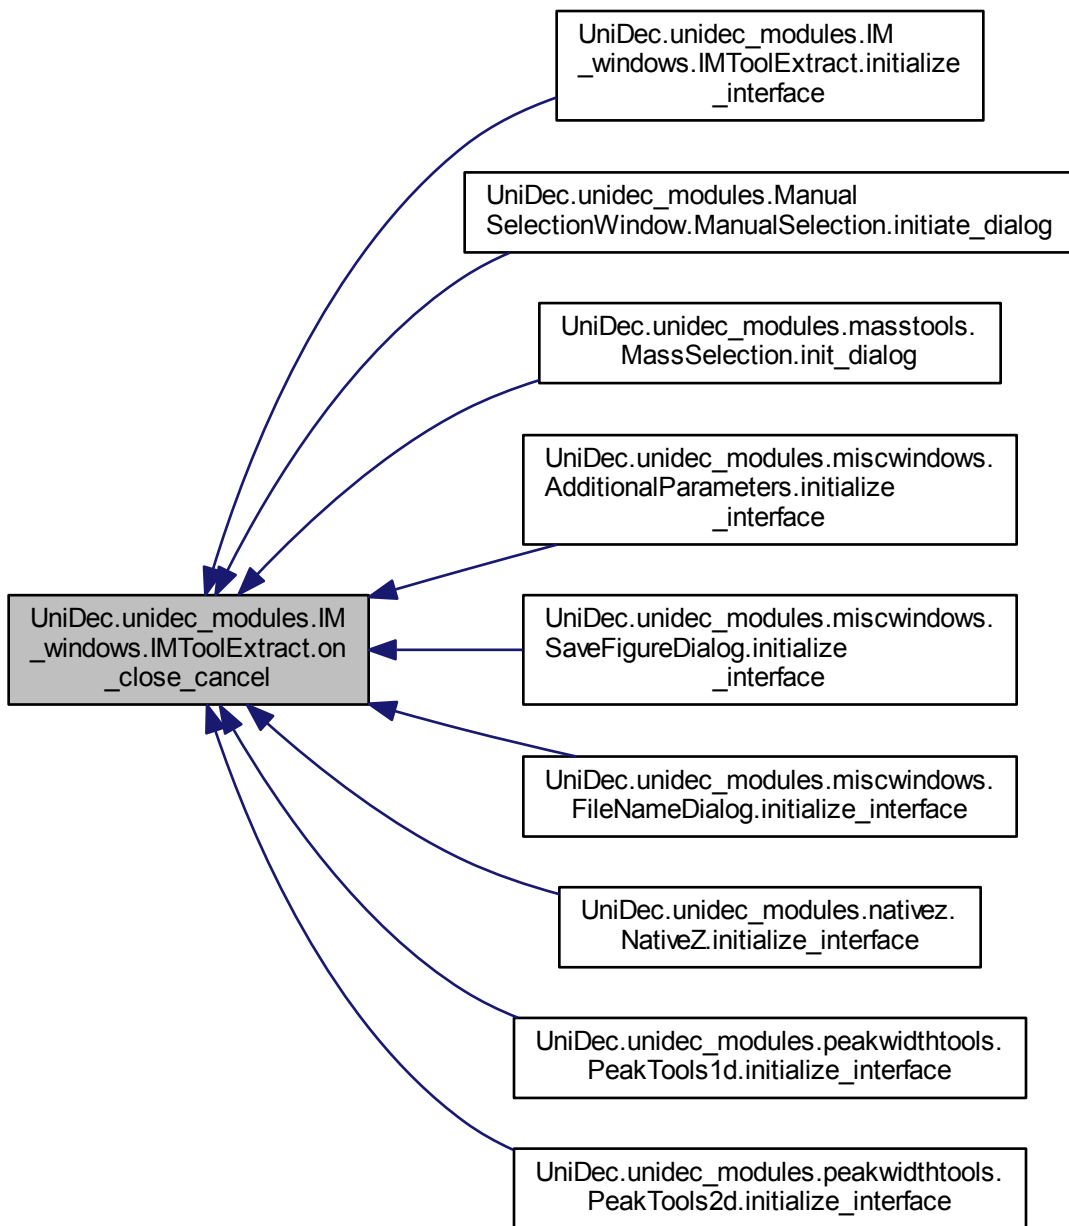 UniDec.unidec_modules.IM
_windows.IMToolExtract.initialize
_interface
UniDec.unidec_modules.Manual
SelectionWindow.ManualSelection.initiate_dialog
UniDec.unidec_modules.masstools.
MassSelection.init_dialog
UniDec.unidec_modules.miscwindows.
AdditionalParameters.initialize
_interface
UniDec.unidec_modules.IM
_windows.IMToolExtract.on
_close_cancel
UniDec.unidec_modules.miscwindows.
SaveFigureDialog.initialize
_interface
UniDec.unidec_modules.miscwindows.
FileNameDialog.initialize_interface
UniDec.unidec_modules.nativez.
NativeZ.initialize_interface
UniDec.unidec_modules.peakwidthtools.
PeakTools1d.initialize_interface
UniDec.unidec_modules.peakwidthtools.
PeakTools2d.initialize_interface